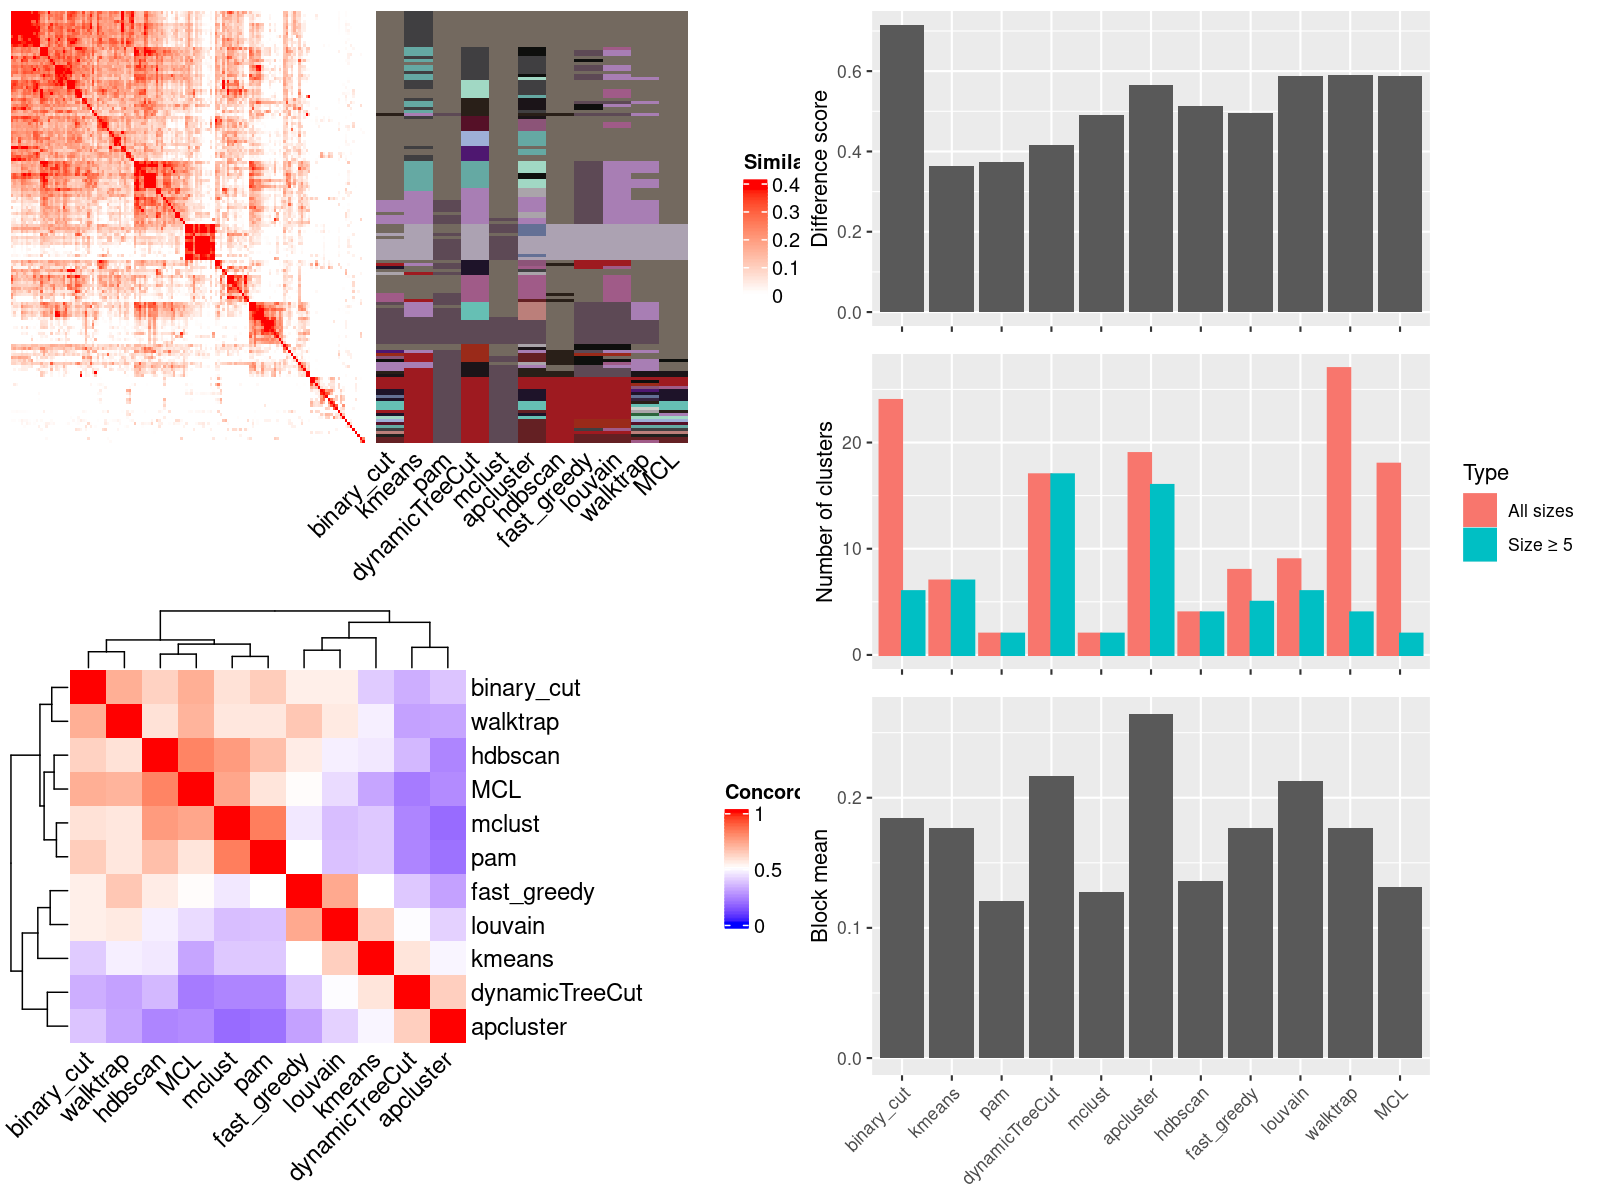 Simila
0.4
0.3
0.2
0.1
0
binary_cut
kmeans
pam
dynamicTreeCut
mclust
apcluster
hdbscan
fast_greedy
louvain
walktrap
MCL
binary_cut
walktrap
hdbscan
MCL
mclust
pam
fast_greedy
louvain
kmeans
dynamicTreeCut
apcluster
binary_cut
walktrap
hdbscan
MCL
mclust
pam
fast_greedy
louvain
kmeans
dynamicTreeCut
apcluster
Concord
1
0.5
0
Difference score
0.6
0.4
0.2
0.0
Number of clusters
20
10
0
Type
All sizes
Size ≥ 5
Block mean
0.2
0.1
0.0
binary_cut
kmeans
pam
dynamicTreeCut
mclust
apcluster
hdbscan
fast_greedy
louvain
walktrap
MCL